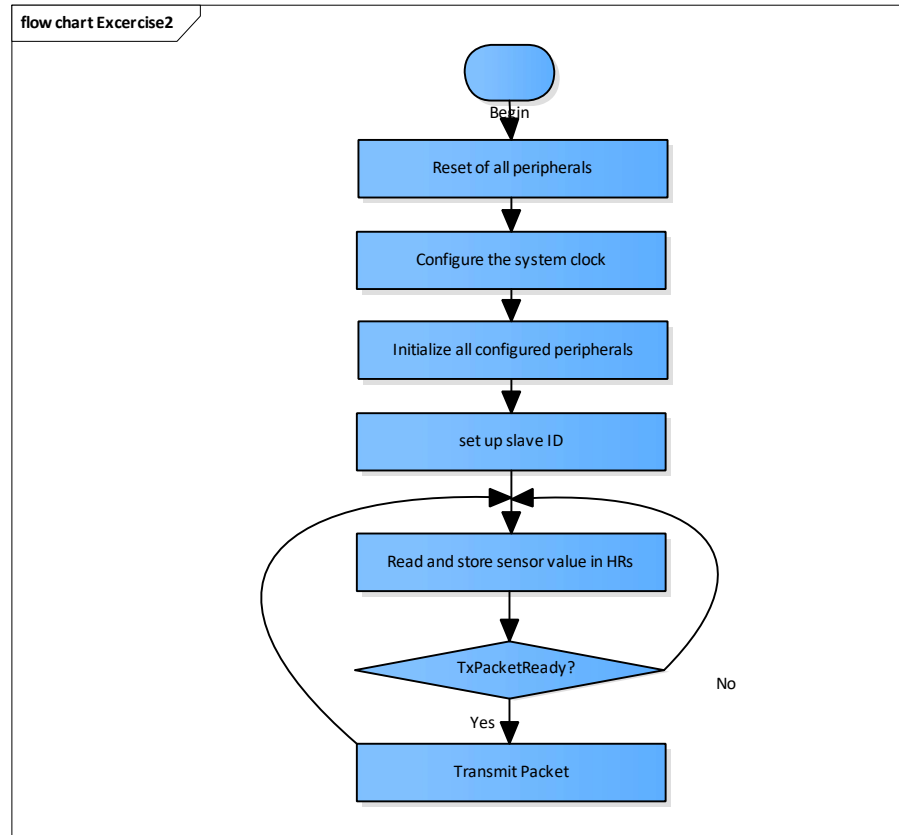 flow chart Excercise2
Begin
Reset of all peripherals
Configure the system clock
Initialize all configured peripherals
set up slave ID
Read and store sensor value in HRs
TxPacketReady?
No
Yes
Transmit Packet